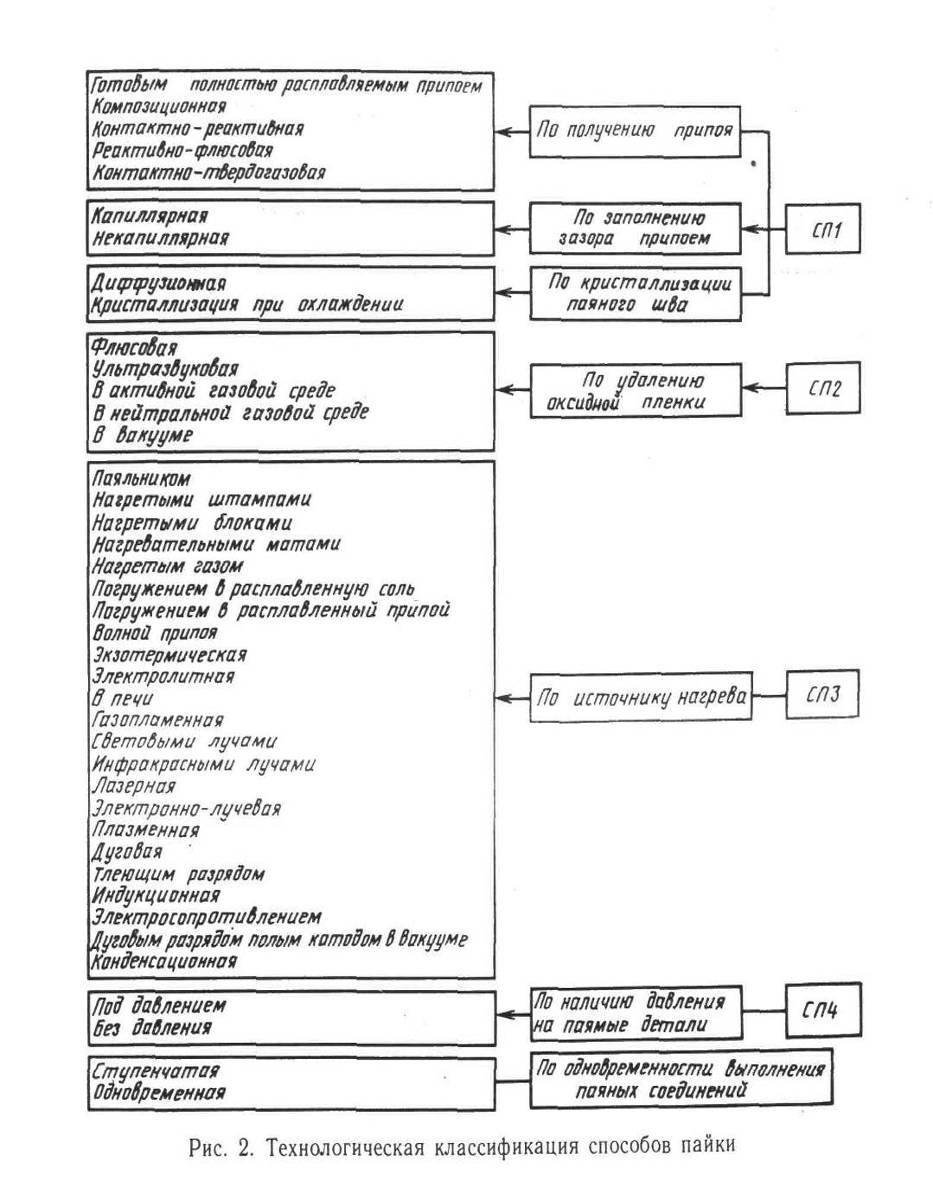 Готовым полностью расплавляемым припоем
Композиционная
Контактно-реактивная
Реактивно-флюсовая
Контактно-твердогазовая
По получению припоя
Капиллярная
Некапиллярная
По заполнению
зазора припоем
СП1
Диффузионная
Кристаллизация при охлаждении
По кристаллизации
паяного шва
Флюсовая
Ультразвуковая
В активной газовой среде
В нейтральной газовой среде
В вакууме
По удалению
оксидной пленки
СП2
Паяльником
Нагретыми штампами
Нагретыми блоками
Нагревательными матами
Нагретым газом
Погружением в расплавленную соль
Погружением в расплавленный припой
Волной припоя
Экзотермическая
Электролитная
В печи
Газопламенная
Световыми лучами
Инфракрасными лучами
Лазерная
Электронно-лучевая
Плазменная
Дуговая
Тлеющим разрядом
Индукционная
Электросопротивлением
Дуговым разрядом полым катодом в вакууме
Конденсационная
По источнику нагрева
СП3
Под давлением
Без давления
По наличию давления
на паямые детали
СП4
Ступенчатая
Одновременная
По одновременности выполнения
паяных соединений
Рис. 2. Технологическая классификация способов пайки